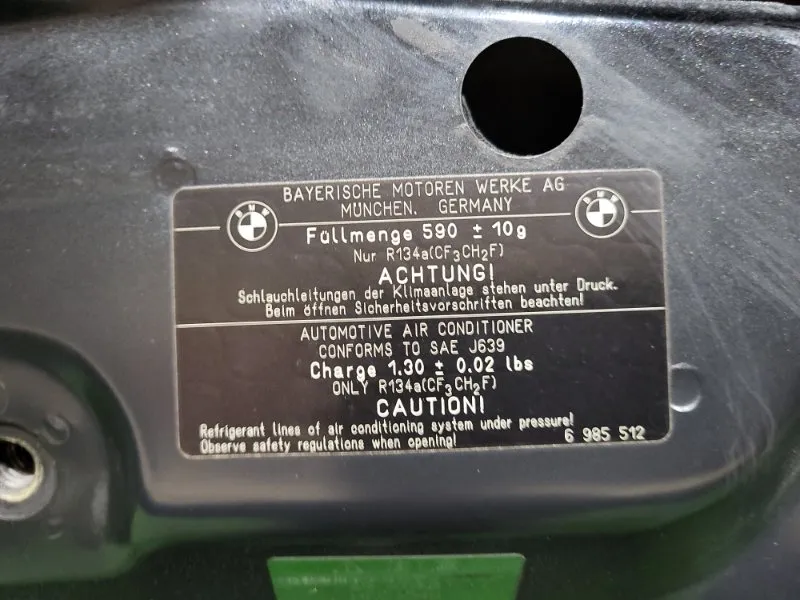 BAYERISCHE MOTOREN WERKE AG
MÜNCHEN, GERMANY
BMW
BMW
Füllmenge 590 ± 10g
Nur R134a(CF₃CH₂F)
ACHTUNG!
Schlauchleitungen der Klimaanlage stehen unter Druck.
Beim öffnen Sicherheitsvorschriften beachten!
AUTOMOTIVE AIR CONDITIONER
CONFORMS TO SAE J639
Charge 1.30 ± 0.02 lbs
ONLY R134a(CF₃CH₂F)
CAUTION!
Refrigerant lines of air conditioning system under pressure!
Observe safety regulations when opening!
6 985 512